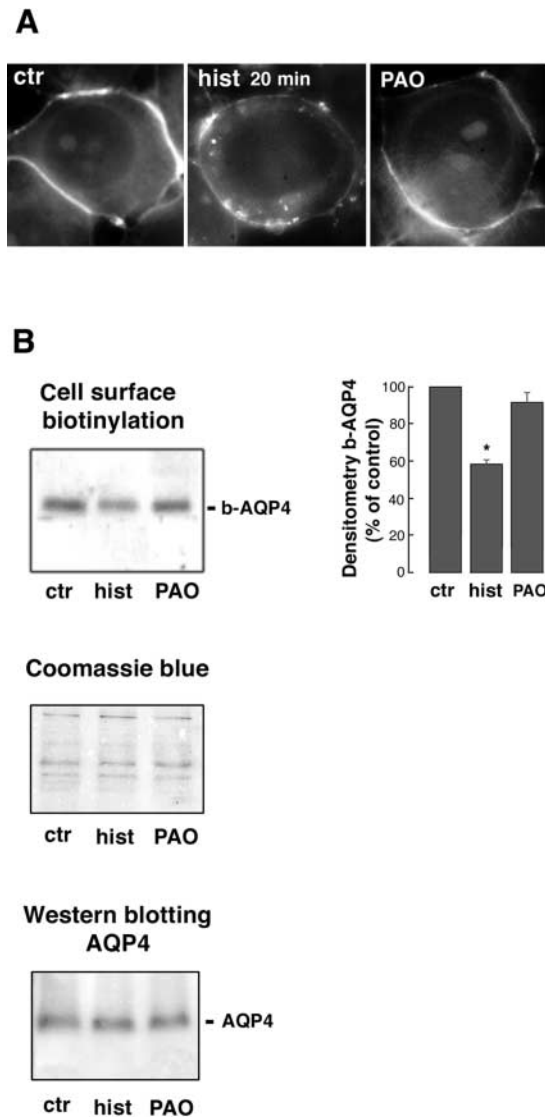 A
ctr
hist 20 min
PAO
B
Cell surface
biotinylation
b-AQP4
ctr hist PAO
Densitometry b-AQP4
(% of control)
100
80
60
40
20
0
*
ctr hist PAO
Coomassie blue
ctr hist PAO
Western blotting
AQP4
AQP4
ctr hist PAO